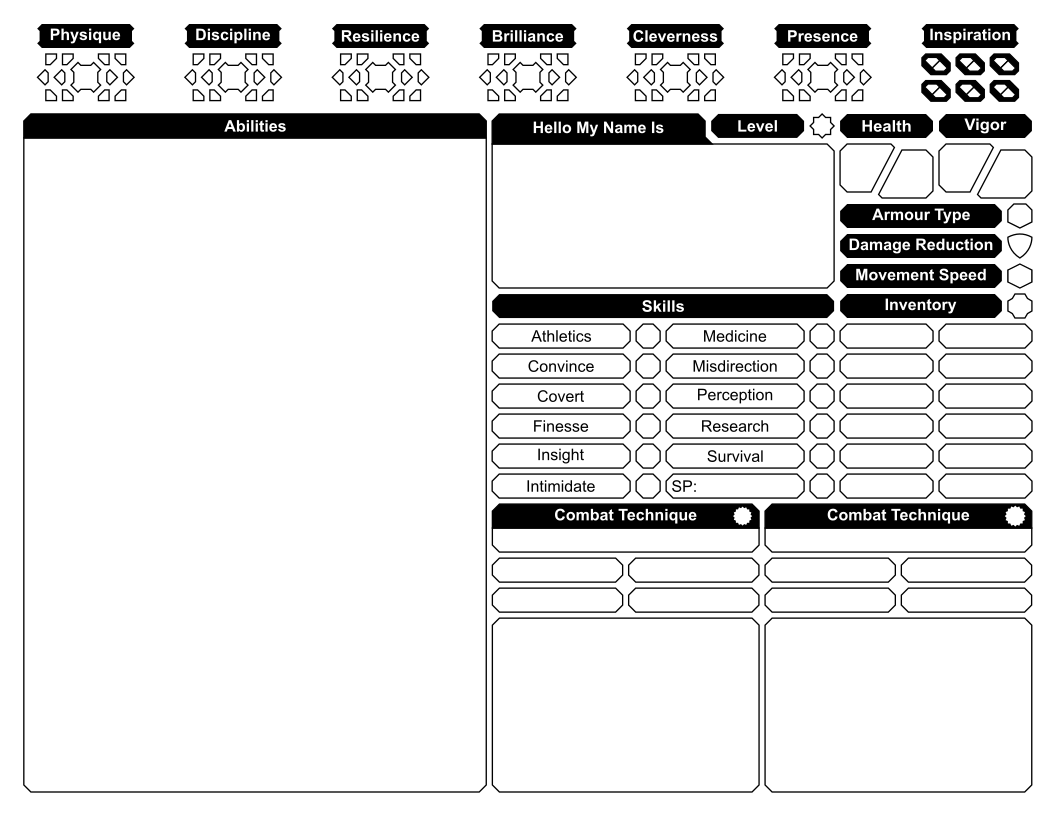 Physique
Discipline
Resilience
Brilliance
Cleverness
Presence
Inspiration
Abilities
Hello My Name Is
Level
Health
Vigor
Armour Type
Damage Reduction
Movement Speed
Skills
Inventory
Athletics
Medicine
Convince
Misdirection
Covert
Perception
Finesse
Research
Insight
Survival
Intimidate
SP:
Combat Technique
Combat Technique